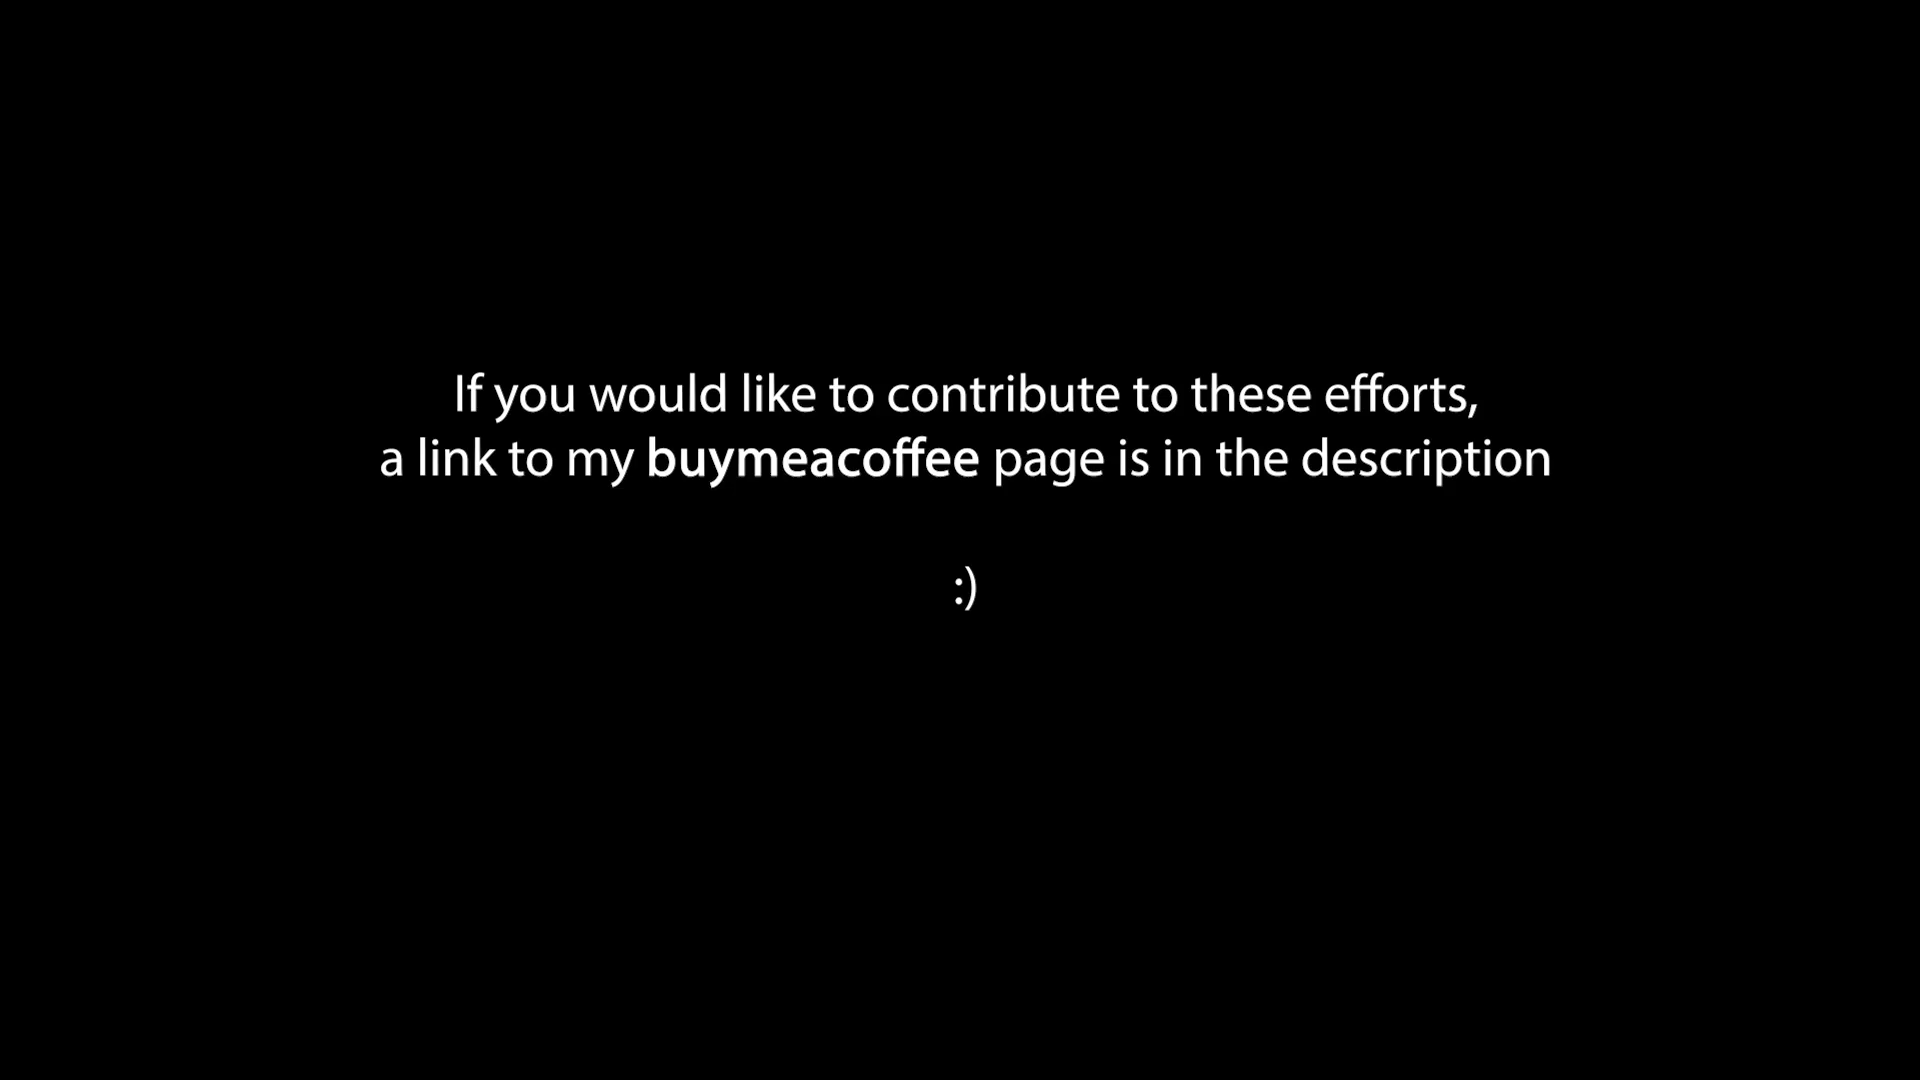 If you would like to contribute to these efforts,
a link to my buymeacoffee page is in the description
:)